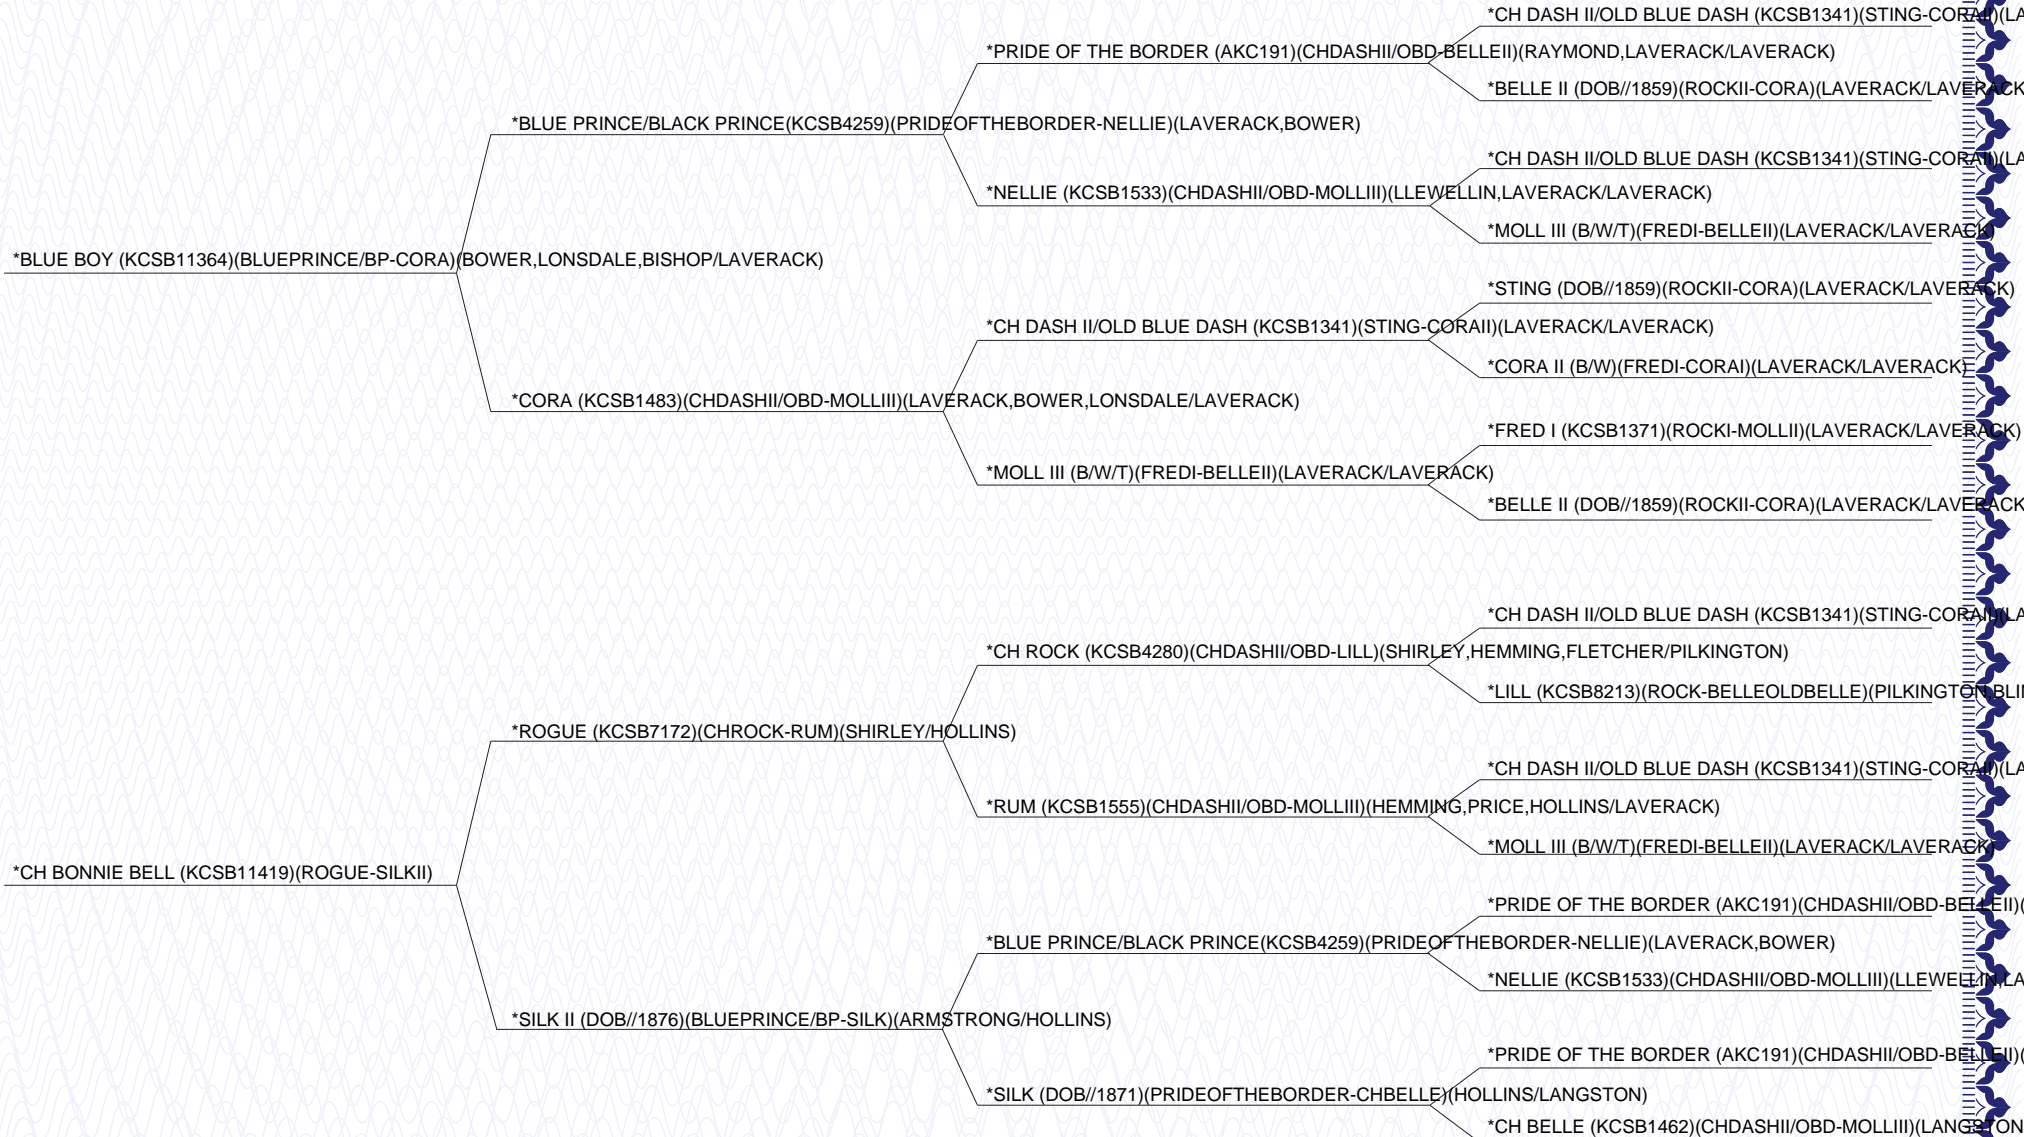 *CH DASH II/OLD BLUE DASH (KCSB1341)(STING-CORAII)(LA
*PRIDE OF THE BORDER (AKC191)(CHDASHII/OBD-BELLEII)(RAYMOND,LAVERACK/LAVERACK)
*BELLE II (DOB//1859)(ROCKII-CORA)(LAVERACK/LAVERACK
*BLUE PRINCE/BLACK PRINCE(KCSB4259)(PRIDEOFTHEBORDER-NELLIE)(LAVERACK,BOWER)
*CH DASH II/OLD BLUE DASH (KCSB1341)(STING-CORAII)(LA
*NELLIE (KCSB1533)(CHDASHII/OBD-MOLLIII)(LLEWELLIN,LAVERACK/LAVERACK)
*MOLL III (B/W/T)(FREDI-BELLEII)(LAVERACK/LAVERACK)
*BLUE BOY (KCSB11364)(BLUEPRINCE/BP-CORA)(BOWER,LONSDALE,BISHOP/LAVERACK)
*STING (DOB//1859)(ROCKII-CORA)(LAVERACK/LAVERACK)
*CH DASH II/OLD BLUE DASH (KCSB1341)(STING-CORAII)(LAVERACK/LAVERACK)
*CORA II (B/W)(FREDI-CORAI)(LAVERACK/LAVERACK)
*CORA (KCSB1483)(CHDASHII/OBD-MOLLIII)(LAVERACK,BOWER,LONSDALE/LAVERACK)
*FRED I (KCSB1371)(ROCKI-MOLLII)(LAVERACK/LAVERACK)
*MOLL III (B/W/T)(FREDI-BELLEII)(LAVERACK/LAVERACK)
*BELLE II (DOB//1859)(ROCKII-CORA)(LAVERACK/LAVERACK
*CH DASH II/OLD BLUE DASH (KCSB1341)(STING-CORAII)(LA
*CH ROCK (KCSB4280)(CHDASHII/OBD-LILL)(SHIRLEY,HEMMING,FLETCHER/PILKINGTON)
*LILL (KCSB8213)(ROCK-BELLEOLDBELLE)(PILKINGTON,BLI
*ROGUE (KCSB7172)(CHROCK-RUM)(SHIRLEY/HOLLINS)
*CH DASH II/OLD BLUE DASH (KCSB1341)(STING-CORAII)(LA
*RUM (KCSB1555)(CHDASHII/OBD-MOLLIII)(HEMMING,PRICE,HOLLINS/LAVERACK)
*MOLL III (B/W/T)(FREDI-BELLEII)(LAVERACK/LAVERACK)
*CH BONNIE BELL (KCSB11419)(ROGUE-SILKII)
*PRIDE OF THE BORDER (AKC191)(CHDASHII/OBD-BELLEII)(
*BLUE PRINCE/BLACK PRINCE(KCSB4259)(PRIDEOFTHEBORDER-NELLIE)(LAVERACK,BOWER)
*NELLIE (KCSB1533)(CHDASHII/OBD-MOLLIII)(LLEWELLIN,LA
*SILK II (DOB//1876)(BLUEPRINCE/BP-SILK)(ARMSTRONG/HOLLINS)
*PRIDE OF THE BORDER (AKC191)(CHDASHII/OBD-BELLEII)(
*SILK (DOB//1871)(PRIDEOFTHEBORDER-CHBELLE)(HOLLINS/LANGSTON)
*CH BELLE (KCSB1462)(CHDASHII/OBD-MOLLIII)(LANGSTON